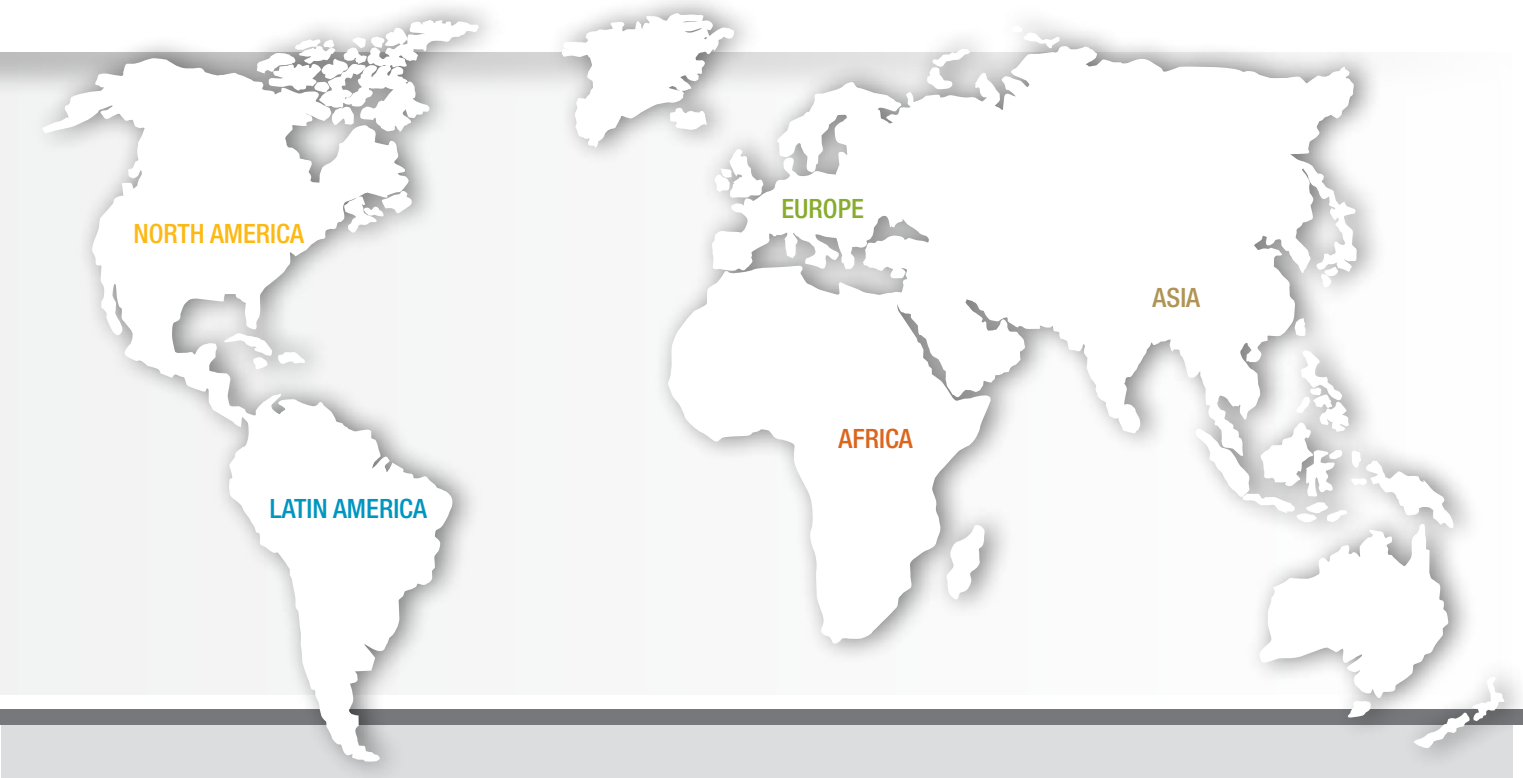 NORTH AMERICA
EUROPE
ASIA
AFRICA
LATIN AMERICA